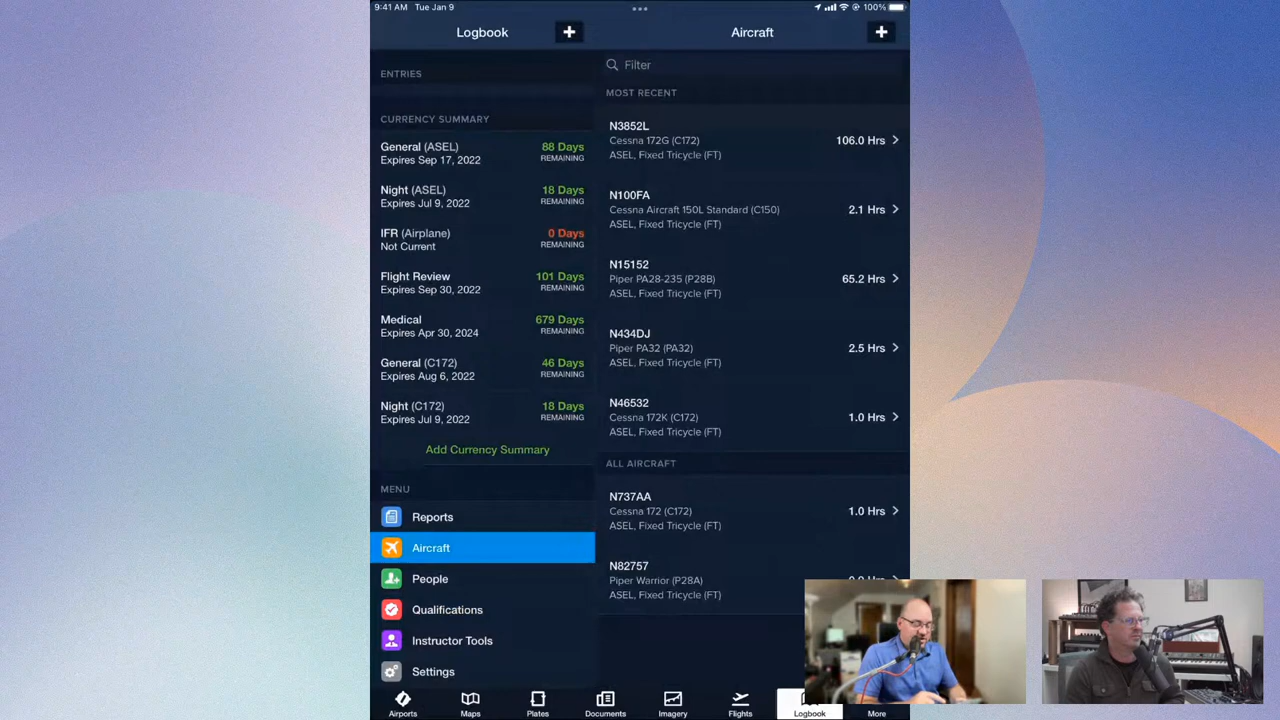 9:41 AM Tue Jan 9
100%
Logbook
ENTRIES
CURRENCY SUMMARY
General (ASEL)
Expires Sep 17, 2022
88 Days
REMAINING
Night (ASEL)
Expires Jul 9, 2022
18 Days
REMAINING
IFR (Airplane)
Not Current
0 Days
REMAINING
Flight Review
Expires Sep 30, 2022
101 Days
REMAINING
Medical
Expires Apr 30, 2024
679 Days
REMAINING
General (C172)
Expires Aug 6, 2022
46 Days
REMAINING
Night (C172)
Expires Jul 9, 2022
18 Days
REMAINING
Add Currency Summary
MENU
Reports
Aircraft
People
Qualifications
Instructor Tools
Settings
Aircraft
Filter
MOST RECENT
N3852L
Cessna 172G (C172)
ASEL, Fixed Tricycle (FT)
106.0 Hrs
N100FA
Cessna Aircraft 150L Standard (C150)
ASEL, Fixed Tricycle (FT)
2.1 Hrs
N15152
Piper PA28-235 (P28B)
ASEL, Fixed Tricycle (FT)
65.2 Hrs
N434DJ
Piper PA32 (PA32)
ASEL, Fixed Tricycle (FT)
2.5 Hrs
N46532
Cessna 172K (C172)
ASEL, Fixed Tricycle (FT)
1.0 Hrs
ALL AIRCRAFT
N737AA
Cessna 172 (C172)
ASEL, Fixed Tricycle (FT)
1.0 Hrs
N82757
Piper Warrior (P28A)
ASEL, Fixed Tricycle (FT)
Airports
Maps
Plates
Documents
Imagery
Flights
Logbook
More